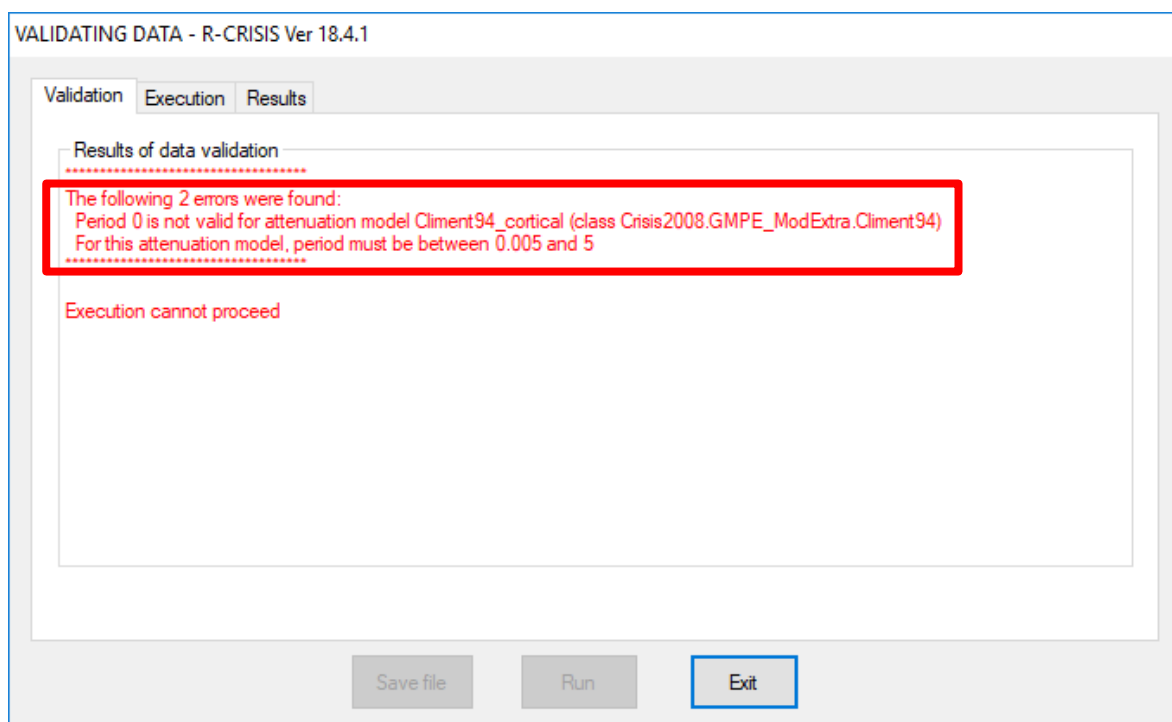 VALIDATING DATA - R-CRISIS Ver 18.4.1
Validation Execution Results
Results of data validation
***********************************
The following 2 errors were found:
Period 0 is not valid for attenuation model Climent94_cortical (class Crisis2008.GMPE_ModExtra.Climent94)
For this attenuation model, period must be between 0.005 and 5
***********************************
Execution cannot proceed
Save file Run Exit